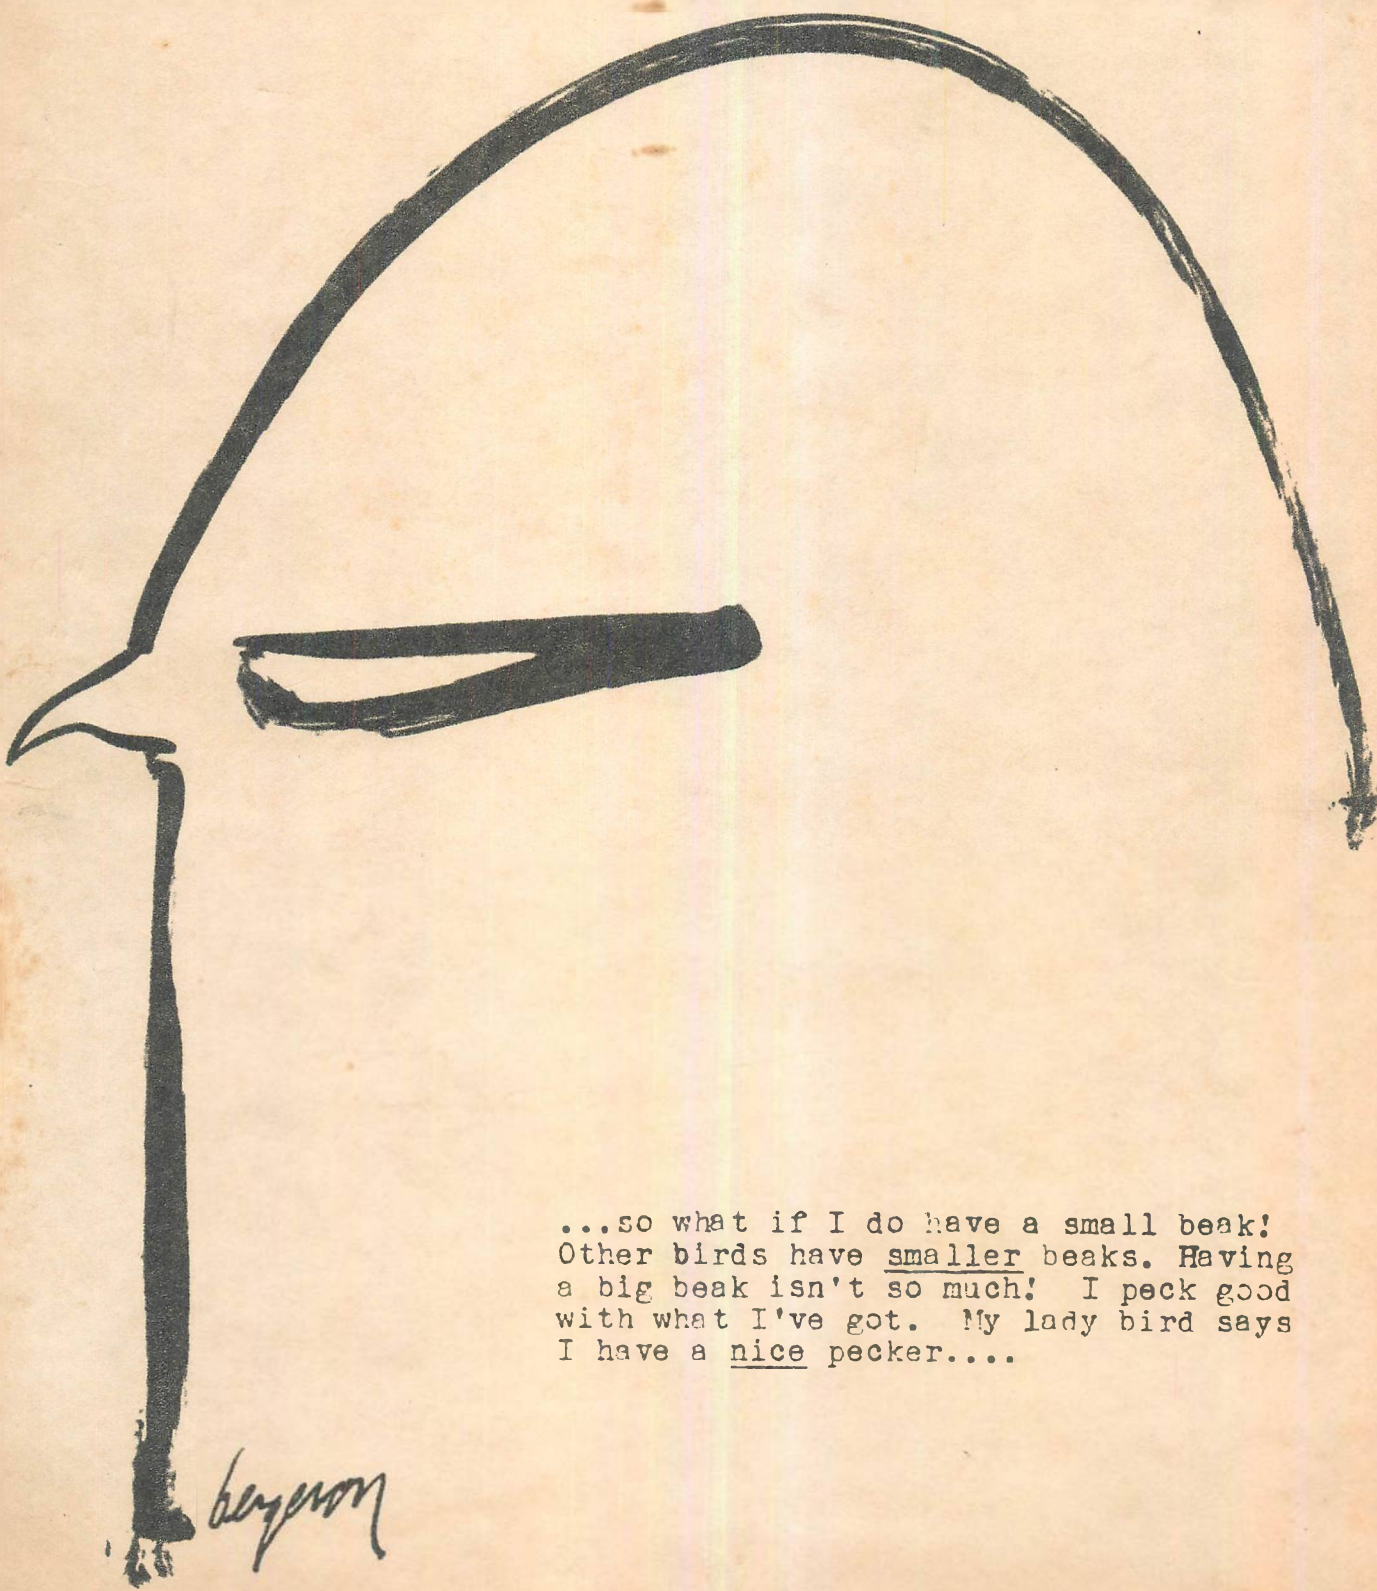 ...so what if I do have a small beak!
Other birds have smaller beaks. Having
a big beak isn't so much!  I peck good
with what I've got.  My lady bird says
I have a nice pecker....
bergeron